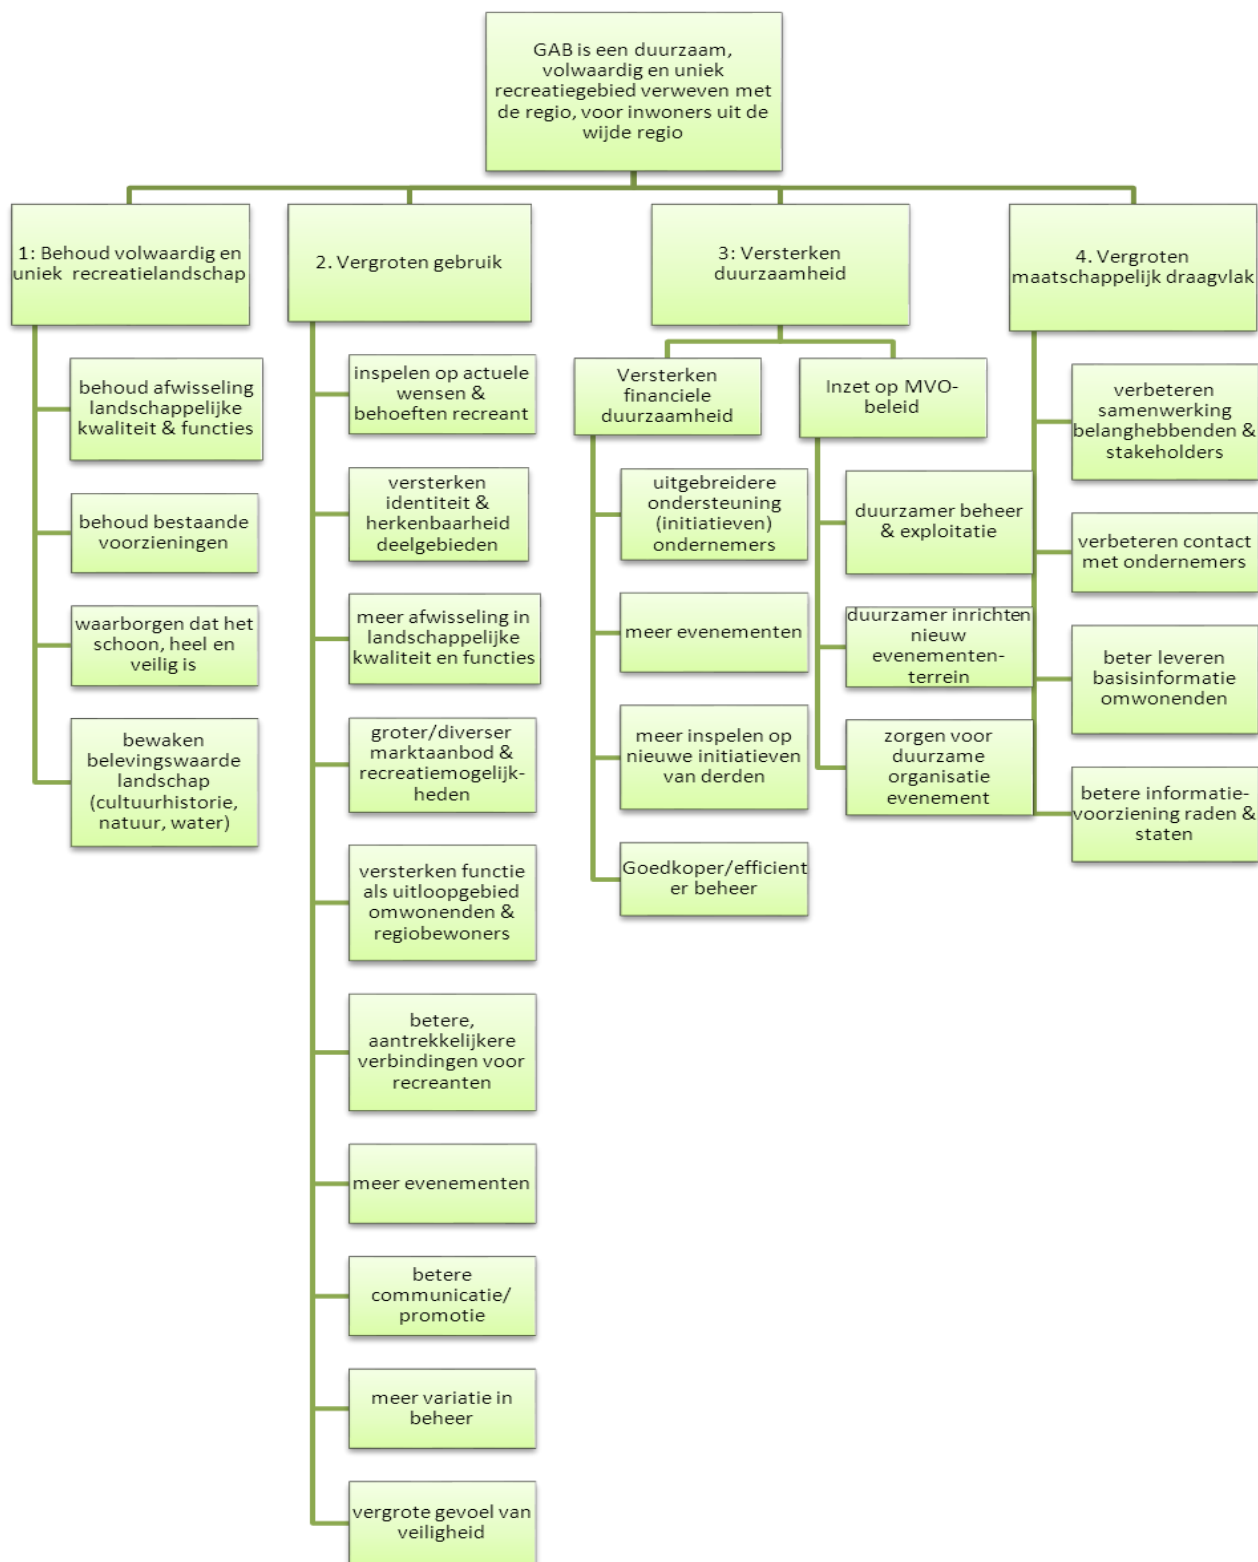 GAB is een duurzaam,
volwaardig en uniek
recreatiegebied verweven met
de regio, voor inwoners uit de
wijde regio
1: Behoud volwaardig en
uniek recreatielandschap
behoud afwisseling
landschappelijke
kwaliteit & functies
behoud bestaande
voorzieningen
waarborgen dat het
schoon, heel en
veilig is
bewaken
belevingswaarde
landschap
(cultuurhistorie,
natuur, water)
2. Vergroten gebruik
inspelen op actuele
wensen &
behoeften recreant
versterken
identiteit &
herkenbaarheid
deelgebieden
meer afwisseling in
landschappelijke
kwaliteit en functies
groter/diverser
marktaanbod &
recreatiemogelijk-
heden
versterken functie
als uitloopgebied
omwonenden &
regiobewoners
betere,
aantrekkelijkere
verbindingen voor
recreanten
meer evenementen
betere
communicatie/
promotie
meer variatie in
beheer
vergrote gevoel van
veiligheid
3: Versterken
duurzaamheid
Versterken
financiele
duurzaamheid
uitgebreidere
ondersteuning
(initiatieven)
ondernemers
meer evenementen
meer inspelen op
nieuwe initiatieven
van derden
Goedkoper/efficient
er beheer
Inzet op MVO-
beleid
duurzamer beheer
& exploitatie
duurzamer inrichten
nieuw
evenementen-
terrein
zorgen voor
duurzame
organisatie
evenement
4. Vergroten
maatschappelijk draagvlak
verbeteren
samenwerking
belanghebbenden &
stakeholders
verbeteren contact
met ondernemers
beter leveren
basisinformatie
omwonenden
betere informatie-
voorziening raden &
staten